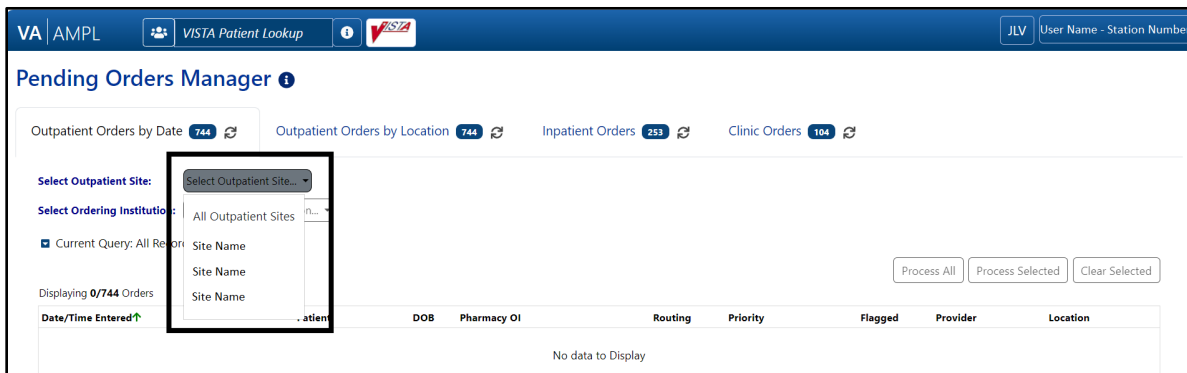 VA AMPL VISTA Patient Lookup VISTA JLV User Name - Station Numbe
Pending Orders Manager
Outpatient Orders by Date 744 Outpatient Orders by Location 744 Inpatient Orders 253 Clinic Orders 104
Select Outpatient Site: Select Outpatient Site...
Select Ordering Institution: n...
All Outpatient Sites
Current Query: All Recor
Site Name
Site Name
Site Name
Process All Process Selected Clear Selected
Displaying 0/744 Orders
Date/Time Entered Patient DOB Pharmacy OI Routing Priority Flagged Provider Location
No data to Display